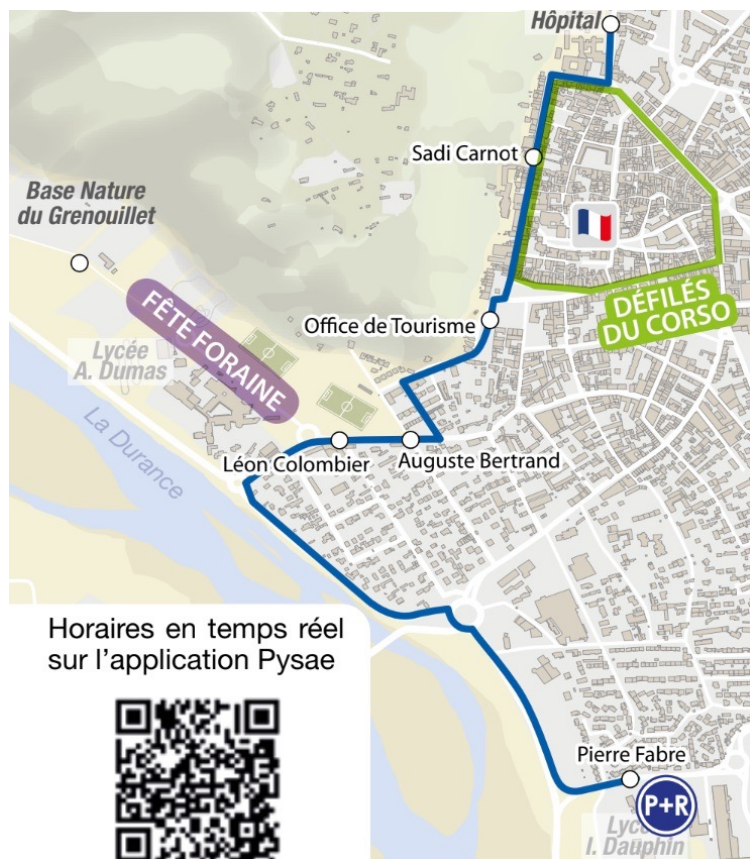 Hôpital
Sadi Carnot
Base Nature
du Grenouillet
FÊTE FORAINE
Office de Tourisme
DÉFILÉS
DU CORSO
Lycée
A. Dumas
La Durance
Léon Colombier
Auguste Bertrand
Horaires en temps réel
sur l'application Pysae
Pierre Fabre
P+R
Lycée
I. Dauphin